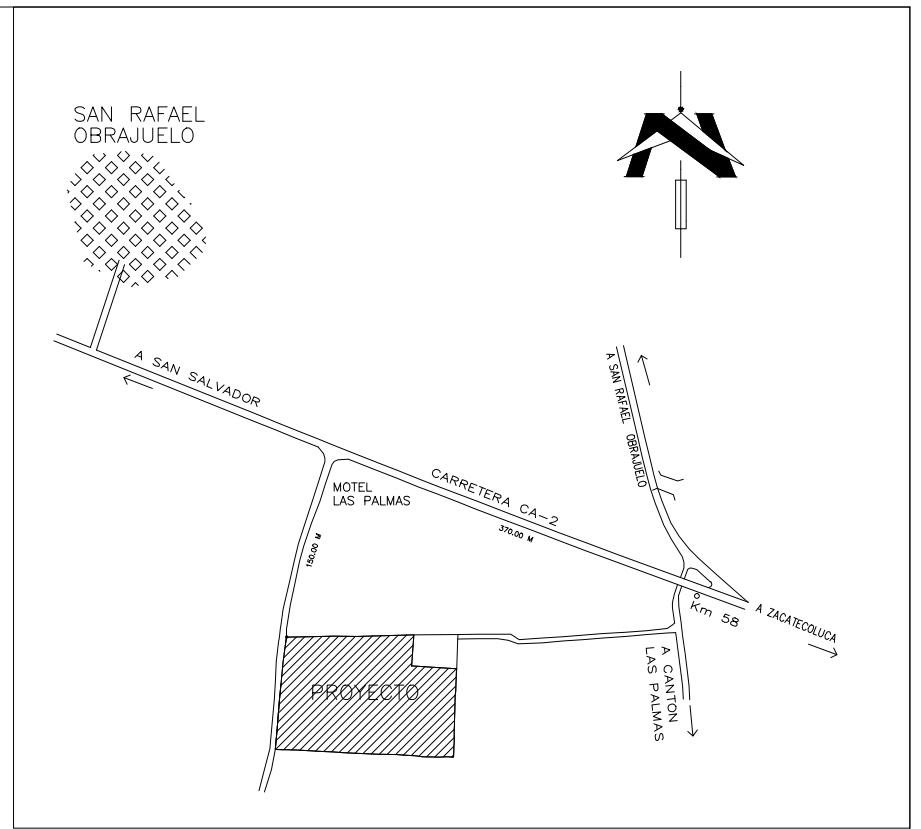 SAN RAFAEL
OBRAJUELO
A SAN SALVADOR
A SAN RAFAEL OBRAJUELO
MOTEL
LAS PALMAS
CARRETERA CA-2
370.00 M
150.00 M
Km 58
A ZACATECOLUCA
A CANTON
LAS PALMAS
PROYECTO